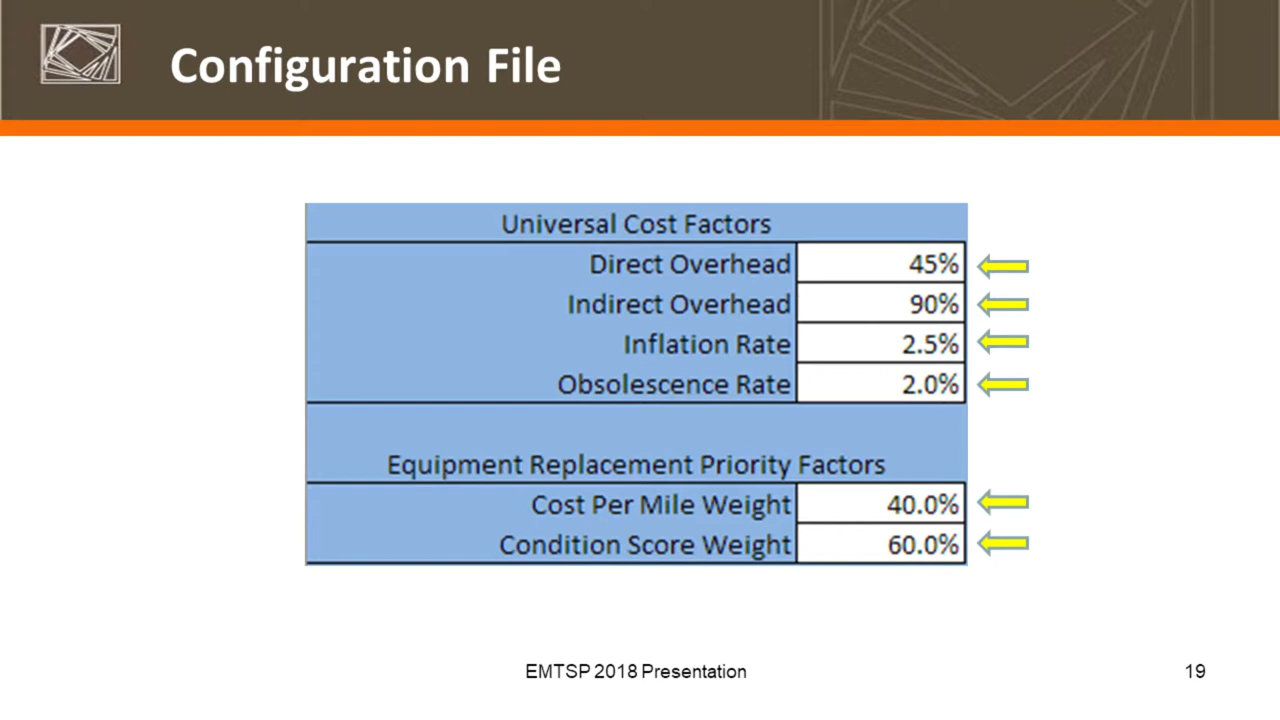 Configuration File
Universal Cost Factors
Direct Overhead 45%
Indirect Overhead 90%
Inflation Rate 2.5%
Obsolescence Rate 2.0%
Equipment Replacement Priority Factors
Cost Per Mile Weight 40.0%
Condition Score Weight 60.0%
EMTSP 2018 Presentation 19